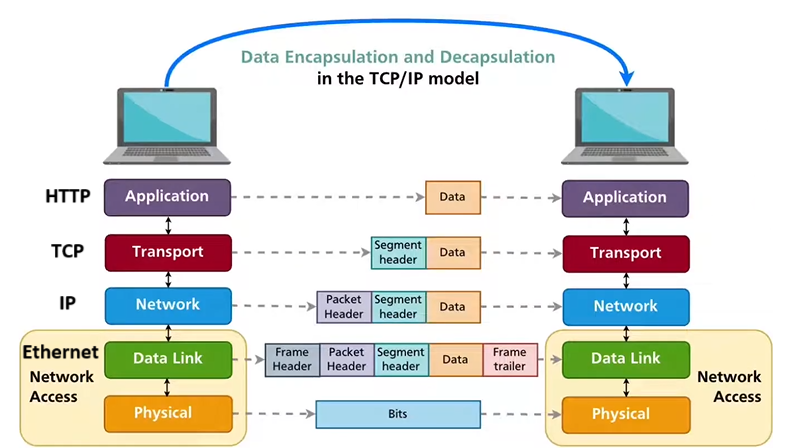 Data Encapsulation and Decapsulation
in the TCP/IP model
HTTP
Application
Data
Application
TCP
Transport
Segment
header
Data
Transport
IP
Network
Packet
Header
Segment
header
Data
Network
Ethernet
Network
Access
Data Link
Frame
Header
Packet
Header
Segment
header
Data
Frame
trailer
Data Link
Network
Access
Physical
Bits
Physical